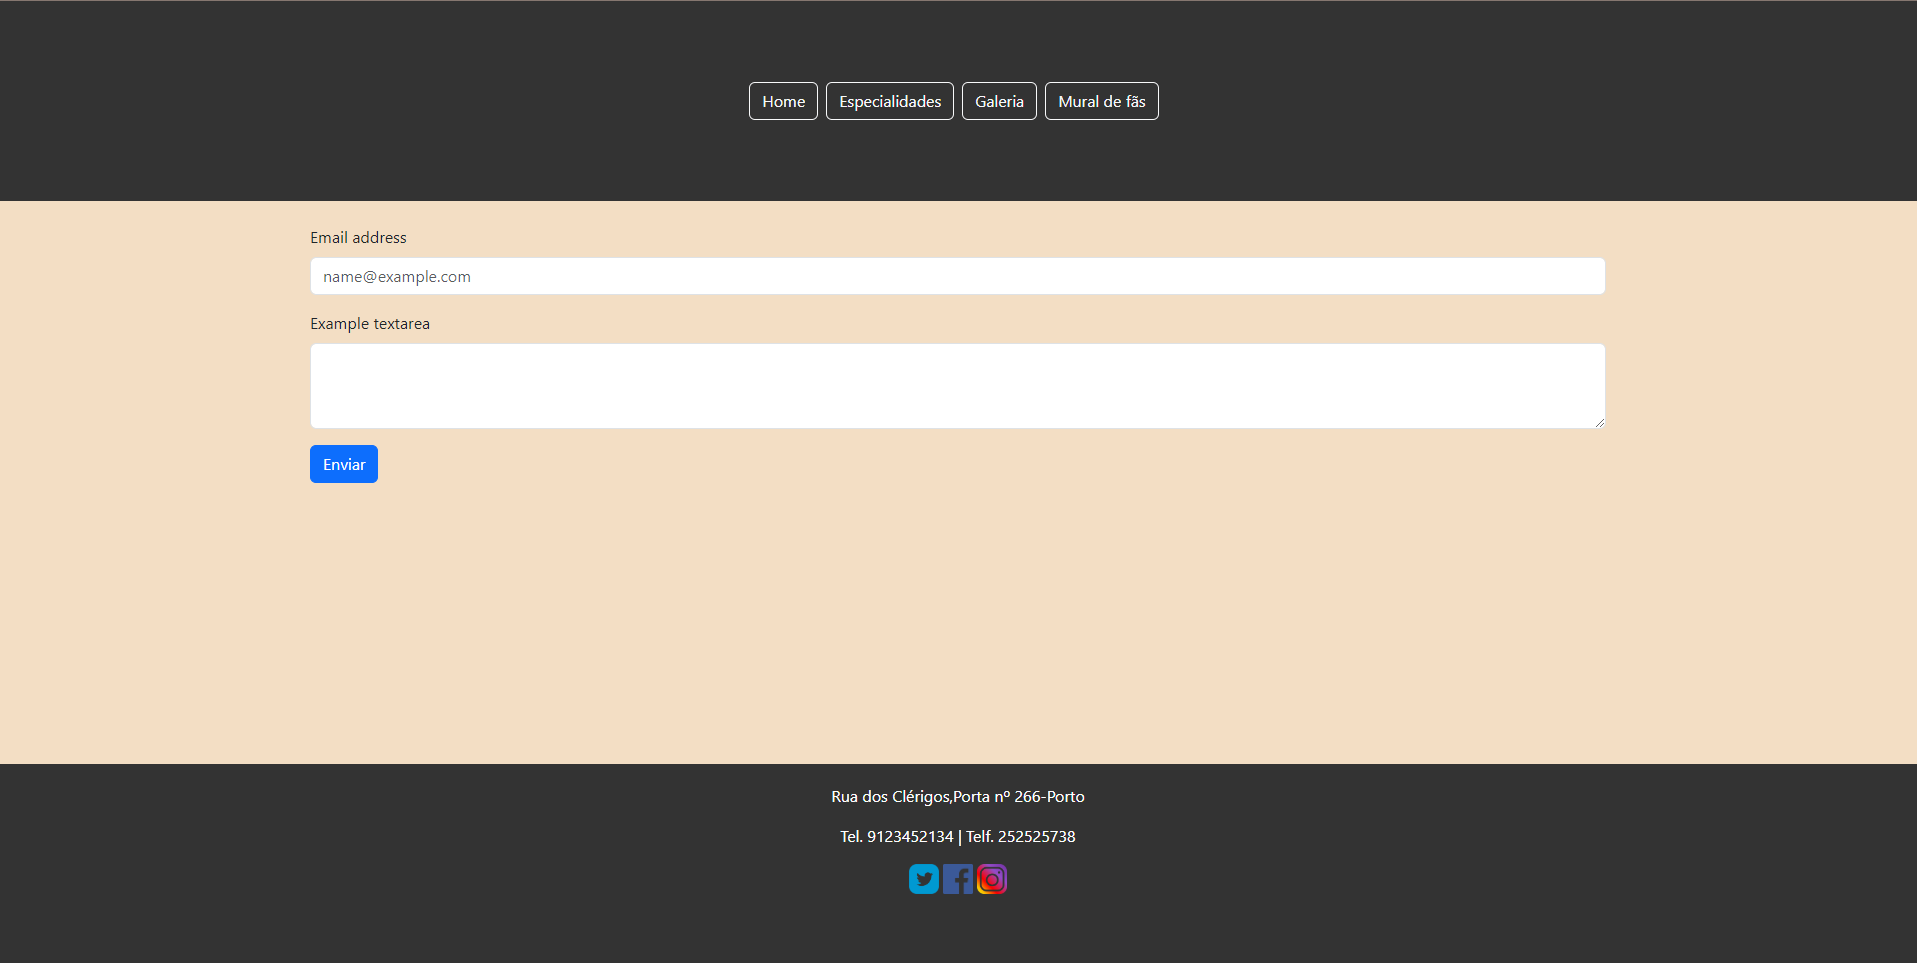 Home Especialidades Galeria Mural de fãs
Email address
name@example.com
Example textarea
Enviar
Rua dos Clérigos,Porta nº 266-Porto
Tel. 9123452134 | Telf. 252525738